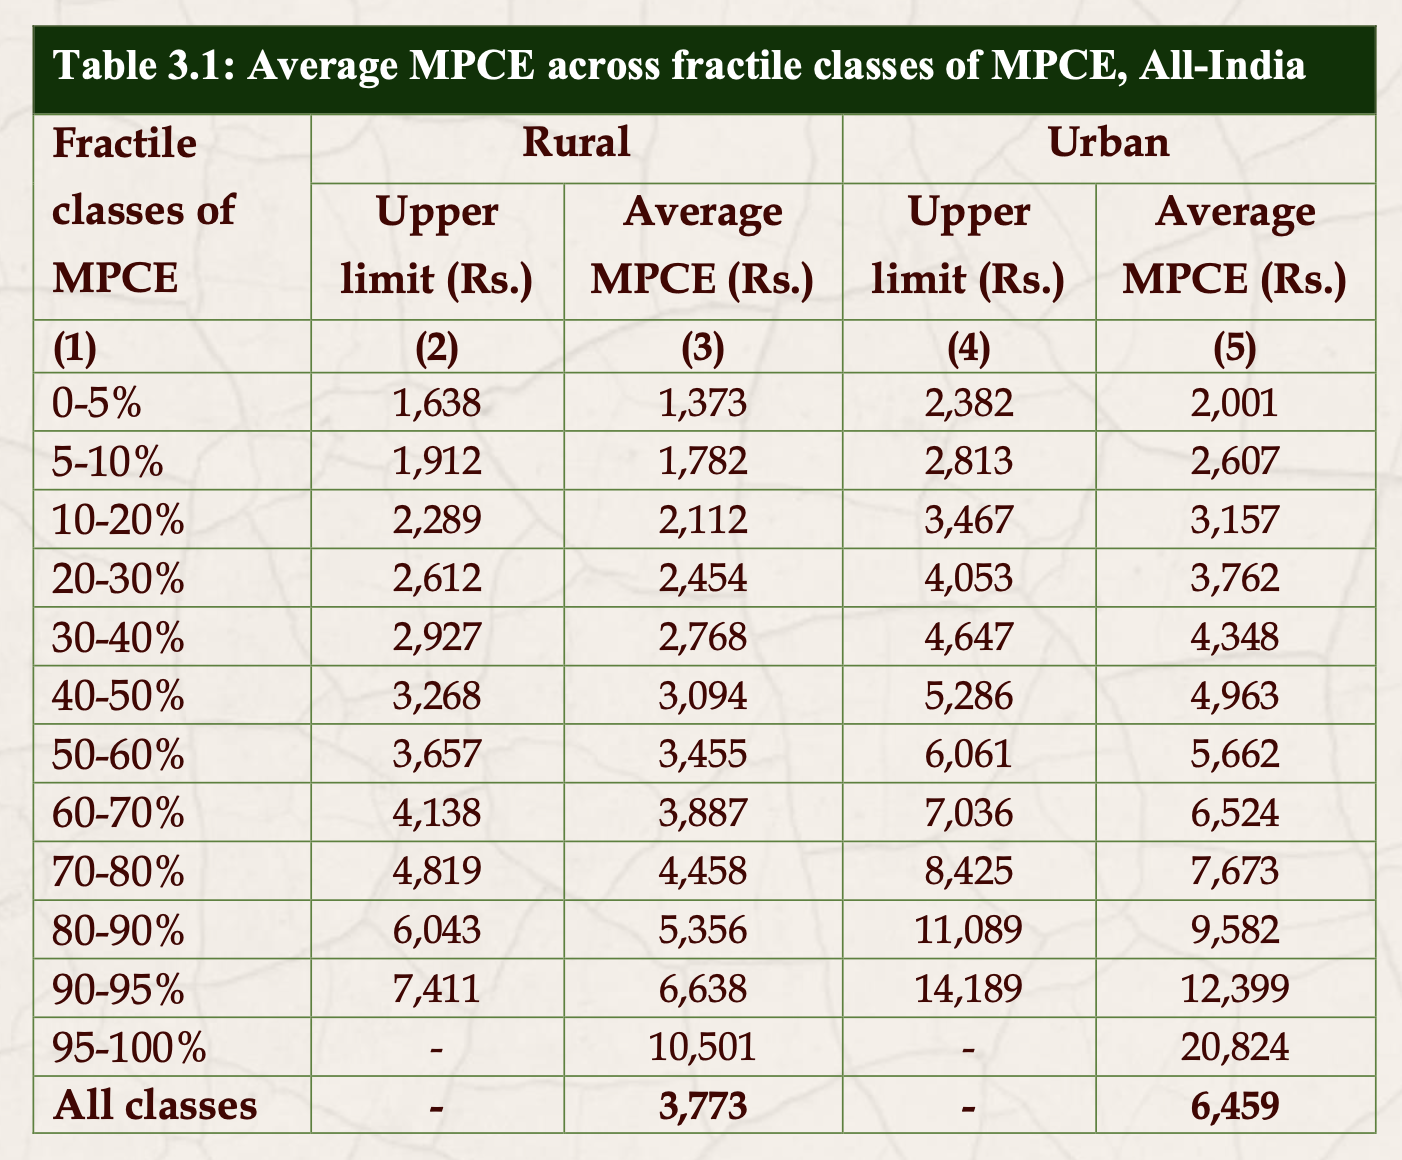 Table 3.1: Average MPCE across fractile classes of MPCE, All-India
Fractile classes of MPCE Rural Urban
Upper limit (Rs.) Average MPCE (Rs.) Upper limit (Rs.) Average MPCE (Rs.)
(1) (2) (3) (4) (5)
0-5% 1,638 1,373 2,382 2,001
5-10% 1,912 1,782 2,813 2,607
10-20% 2,289 2,112 3,467 3,157
20-30% 2,612 2,454 4,053 3,762
30-40% 2,927 2,768 4,647 4,348
40-50% 3,268 3,094 5,286 4,963
50-60% 3,657 3,455 6,061 5,662
60-70% 4,138 3,887 7,036 6,524
70-80% 4,819 4,458 8,425 7,673
80-90% 6,043 5,356 11,089 9,582
90-95% 7,411 6,638 14,189 12,399
95-100% - 10,501 - 20,824
All classes - 3,773 - 6,459